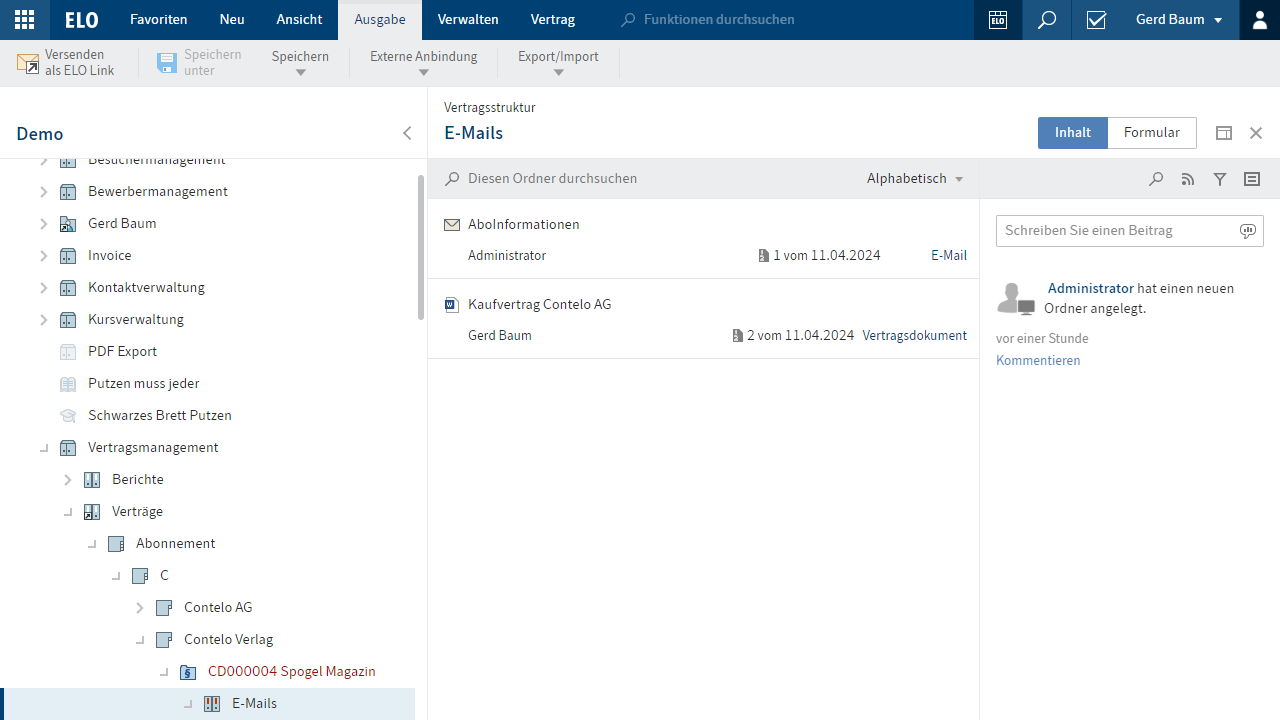 ELO Favoriten Neu Ansicht Ausgabe Verwalten Vertrag Funktionen durchsuchen ELO Gerd Baum
Versenden als ELO Link
Speichern unter
Speichern
Externe Anbindung
Export/Import
Demo
Besuchermanagement
Bewerbermanagement
Gerd Baum
Invoice
Kontaktverwaltung
Kursverwaltung
PDF Export
Putzen muss jeder
Schwarzes Brett Putzen
Vertragsmanagement
Berichte
Verträge
Abonnement
C
Contelo AG
Contelo Verlag
CD000004 Spogel Magazin
E-Mails
Vertragsstruktur
E-Mails
Inhalt Formular
Diesen Ordner durchsuchen Alphabetisch
AboInformationen
Administrator 1 vom 11.04.2024 E-Mail
Kaufvertrag Contelo AG
Gerd Baum 2 vom 11.04.2024 Vertragsdokument
Schreiben Sie einen Beitrag
Administrator hat einen neuen
Ordner angelegt.
vor einer Stunde
Kommentieren